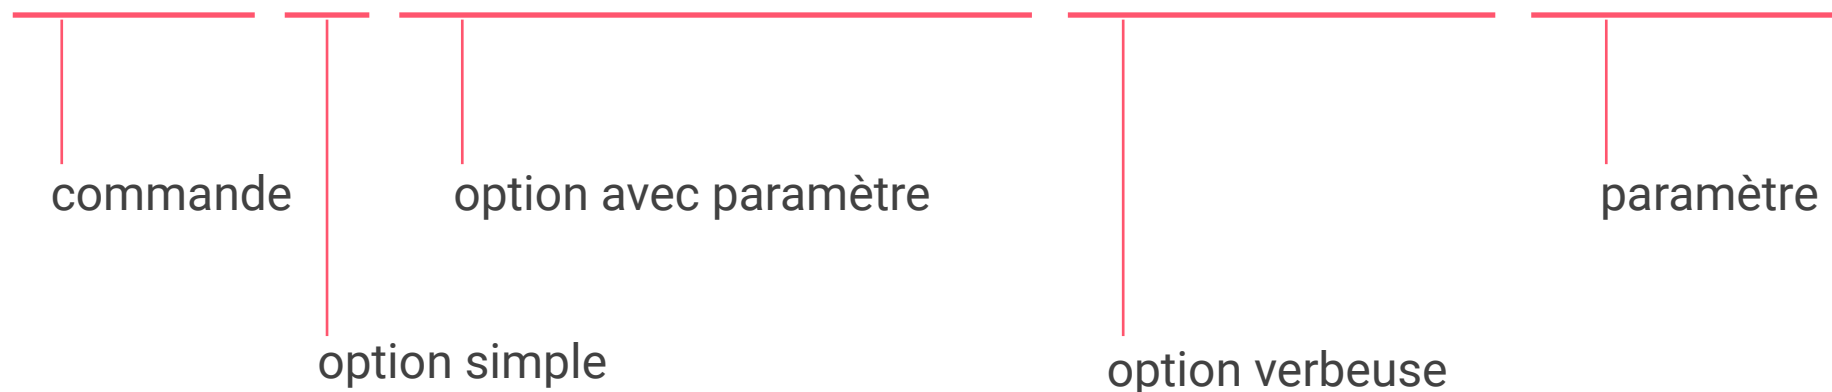 commande
option avec paramètre
paramètre
option simple
option verbeuse